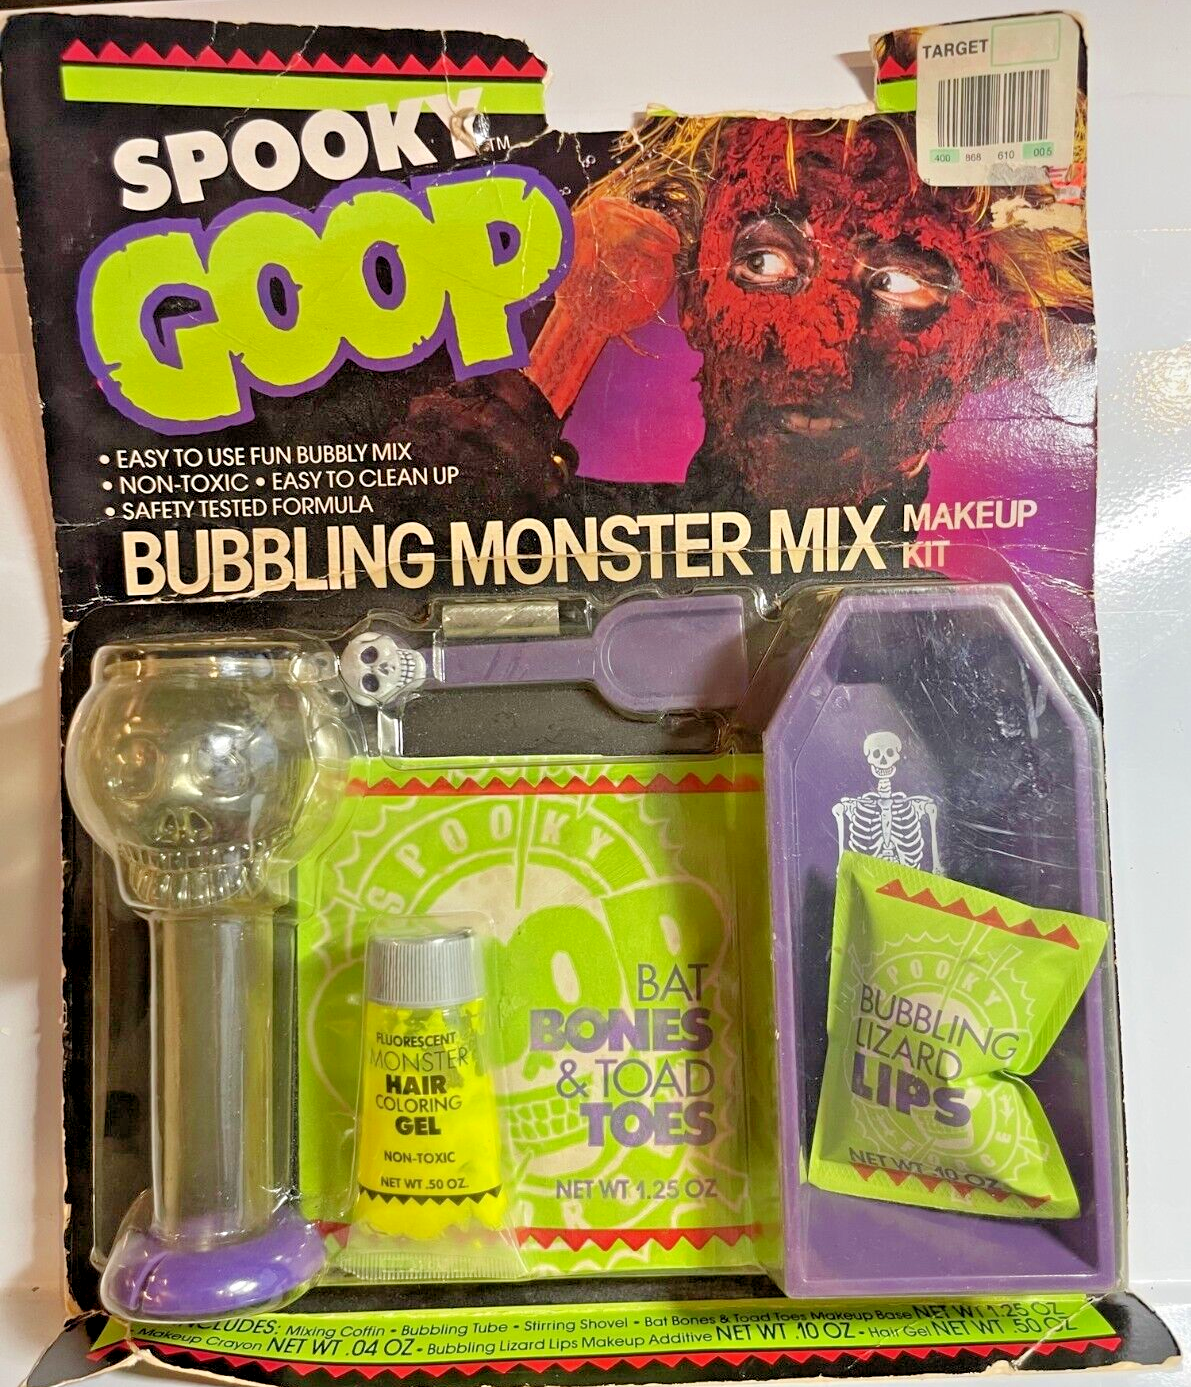 TARGET
400 868 610 005
SPOOKY TM
GOOP
• EASY TO USE FUN BUBBLY MIX
• NON-TOXIC • EASY TO CLEAN UP
• SAFETY TESTED FORMULA
BUBBLING MONSTER MIX MAKEUP
KIT
SPOOKY
BAT
BONES
& TOAD
TOES
NET WT 1.25 OZ
FLUORESCENT
MONSTER
HAIR
COLORING
GEL
NON-TOXIC
NET WT .50 OZ.
SPOOKY
BUBBLING
LIZARD
LIPS
NET WT .10 OZ
INCLUDES: Mixing Coffin • Bubbling Tube • Stirring Shovel • Bat Bones & Toad Toes Makeup Base NET WT 1.25 OZ
• Makeup Crayon NET WT .04 OZ • Bubbling Lizard Lips Makeup Additive NET WT .10 OZ • Hair Gel NET WT .50 OZ